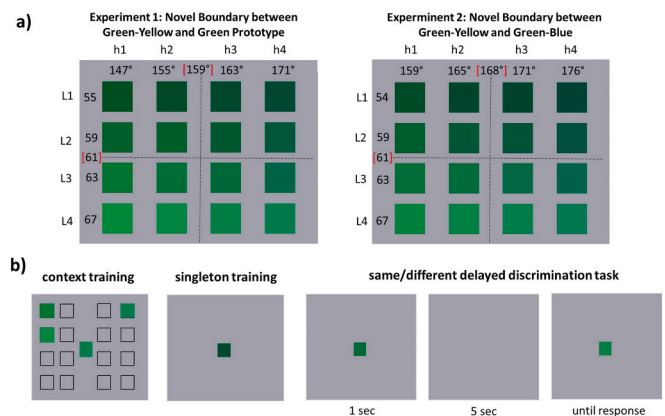 a)
Experiment 1: Novel Boundary between
Green-Yellow and Green Prototype
h1 h2 h3 h4
147° 155° [159°] 163° 171°
L1 55
L2 59
[61]
L3 63
L4 67
Experminent 2: Novel Boundary between
Green-Yellow and Green-Blue
h1 h2 h3 h4
159° 165° [168°] 171° 176°
L1 54
L2 59
[61]
L3 63
L4 67
b)
context training
singleton training
same/different delayed discrimination task
1 sec
5 sec
until response